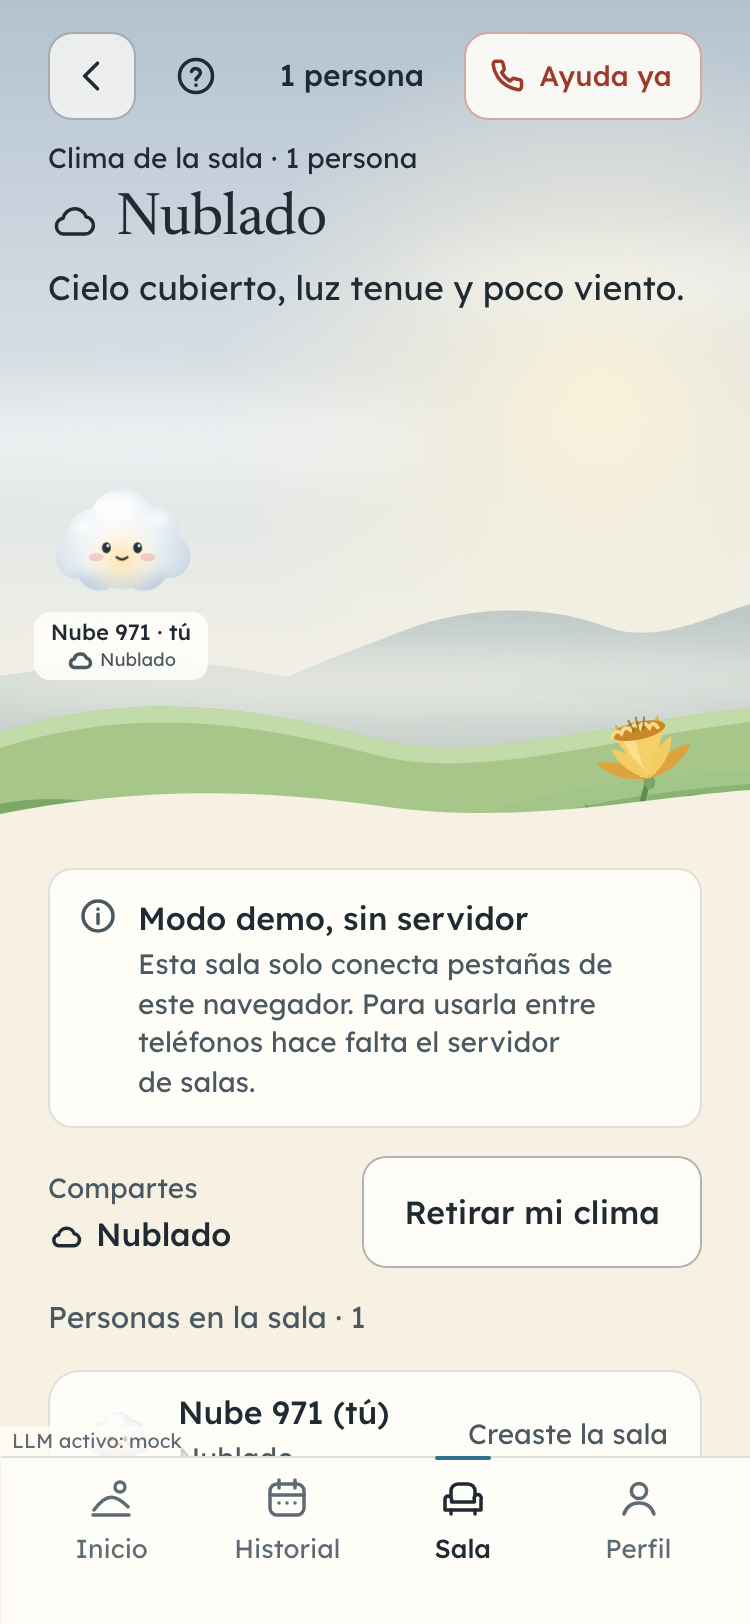 1 persona
Ayuda ya
Clima de la sala · 1 persona
Nublado
Cielo cubierto, luz tenue y poco viento.
Nube 971 · tú
Nublado
Modo demo, sin servidor
Esta sala solo conecta pestañas de
este navegador. Para usarla entre
teléfonos hace falta el servidor
de salas.
Compartes
Nublado
Retirar mi clima
Personas en la sala · 1
Nube 971 (tú)
Creaste la sala
Nublado
LLM activo: mock
Inicio
Historial
Sala
Perfil